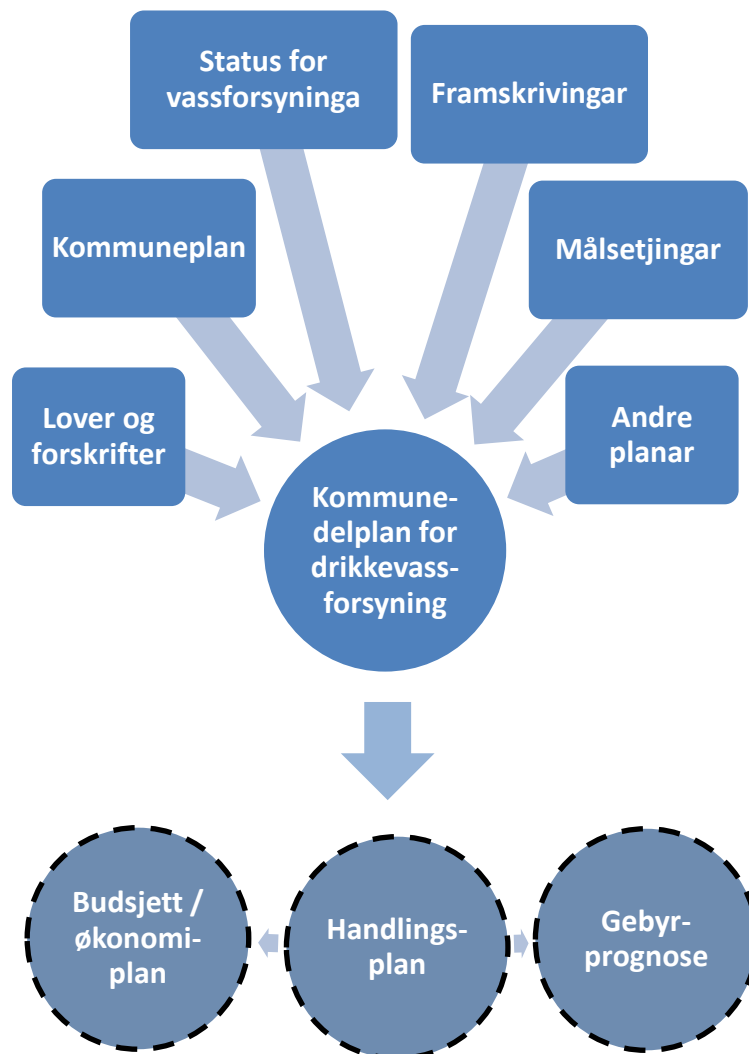 Status for
vassforsyninga
Framskrivingar
Kommuneplan
Målsetjingar
Lover og
forskrifter
Andre
planar
Kommune-
delplan for
drikkevass-
forsyning
Budsjett /
økonomi-
plan
Handlings-
plan
Gebyr-
prognose